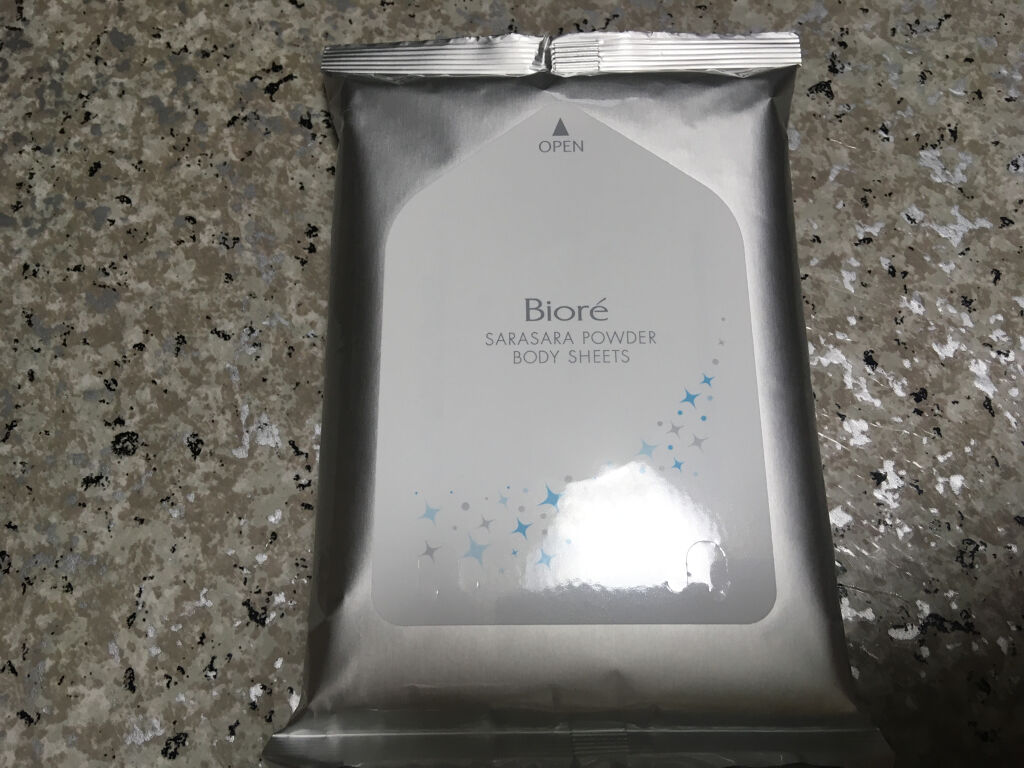 OPEN
Bioré
SARASARA POWDER
BODY SHEETS